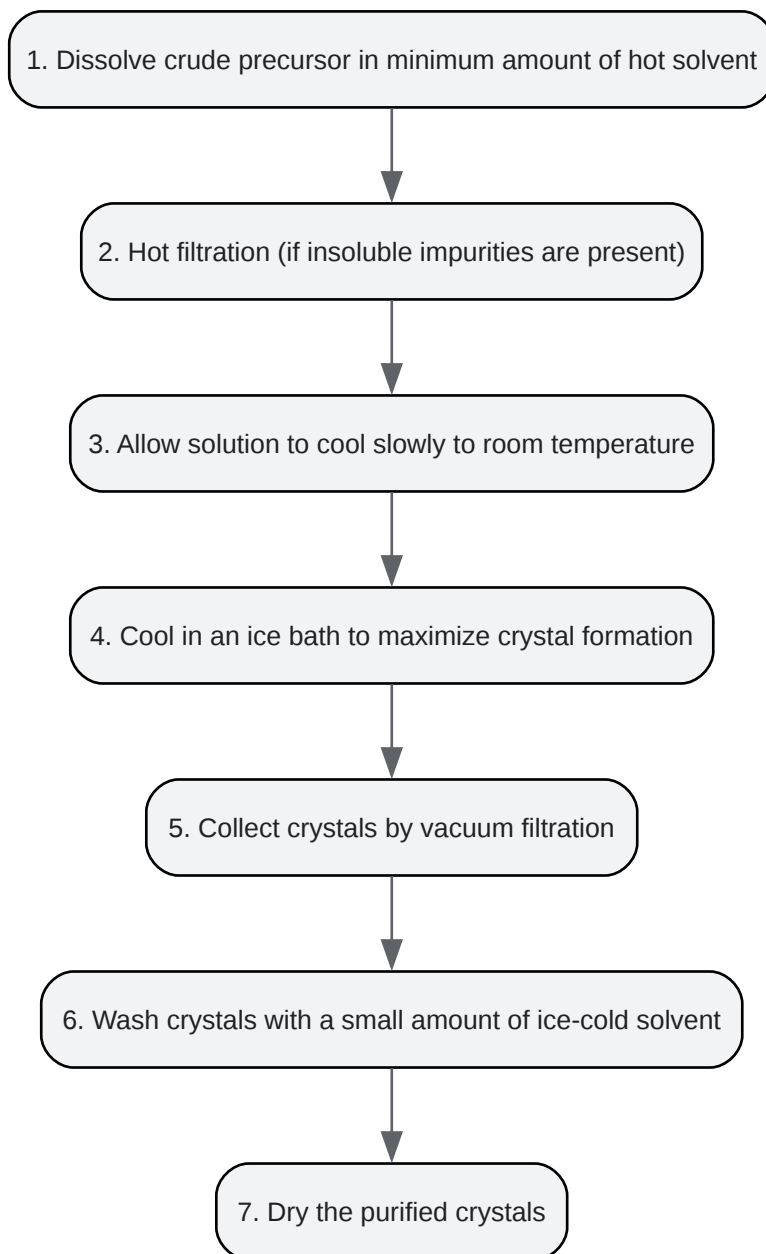 1. Dissolve crude precursor in minimum amount of hot solvent
2. Hot filtration (if insoluble impurities are present)
3. Allow solution to cool slowly to room temperature
4. Cool in an ice bath to maximize crystal formation
5. Collect crystals by vacuum filtration
6. Wash crystals with a small amount of ice-cold solvent
7. Dry the purified crystals